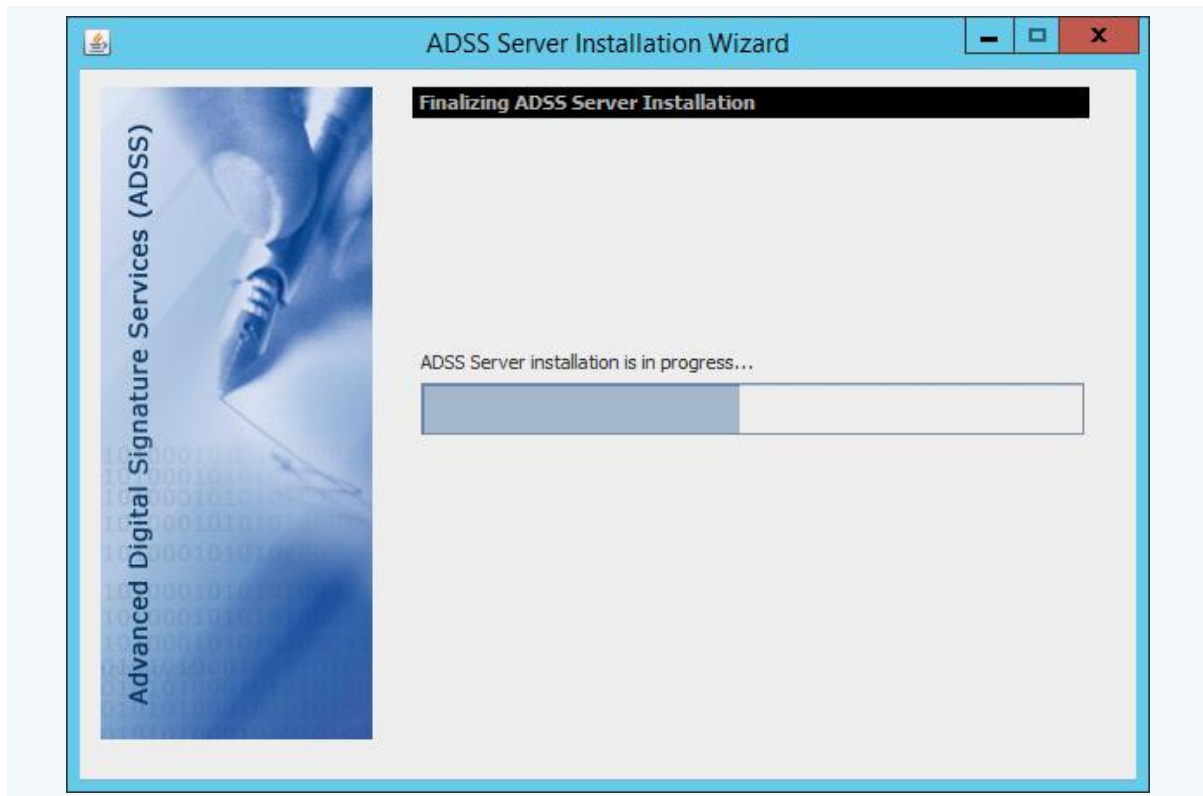 ADSS Server Installation Wizard
Finalizing ADSS Server Installation
Advanced Digital Signature Services (ADSS)
ADSS Server installation is in progress...